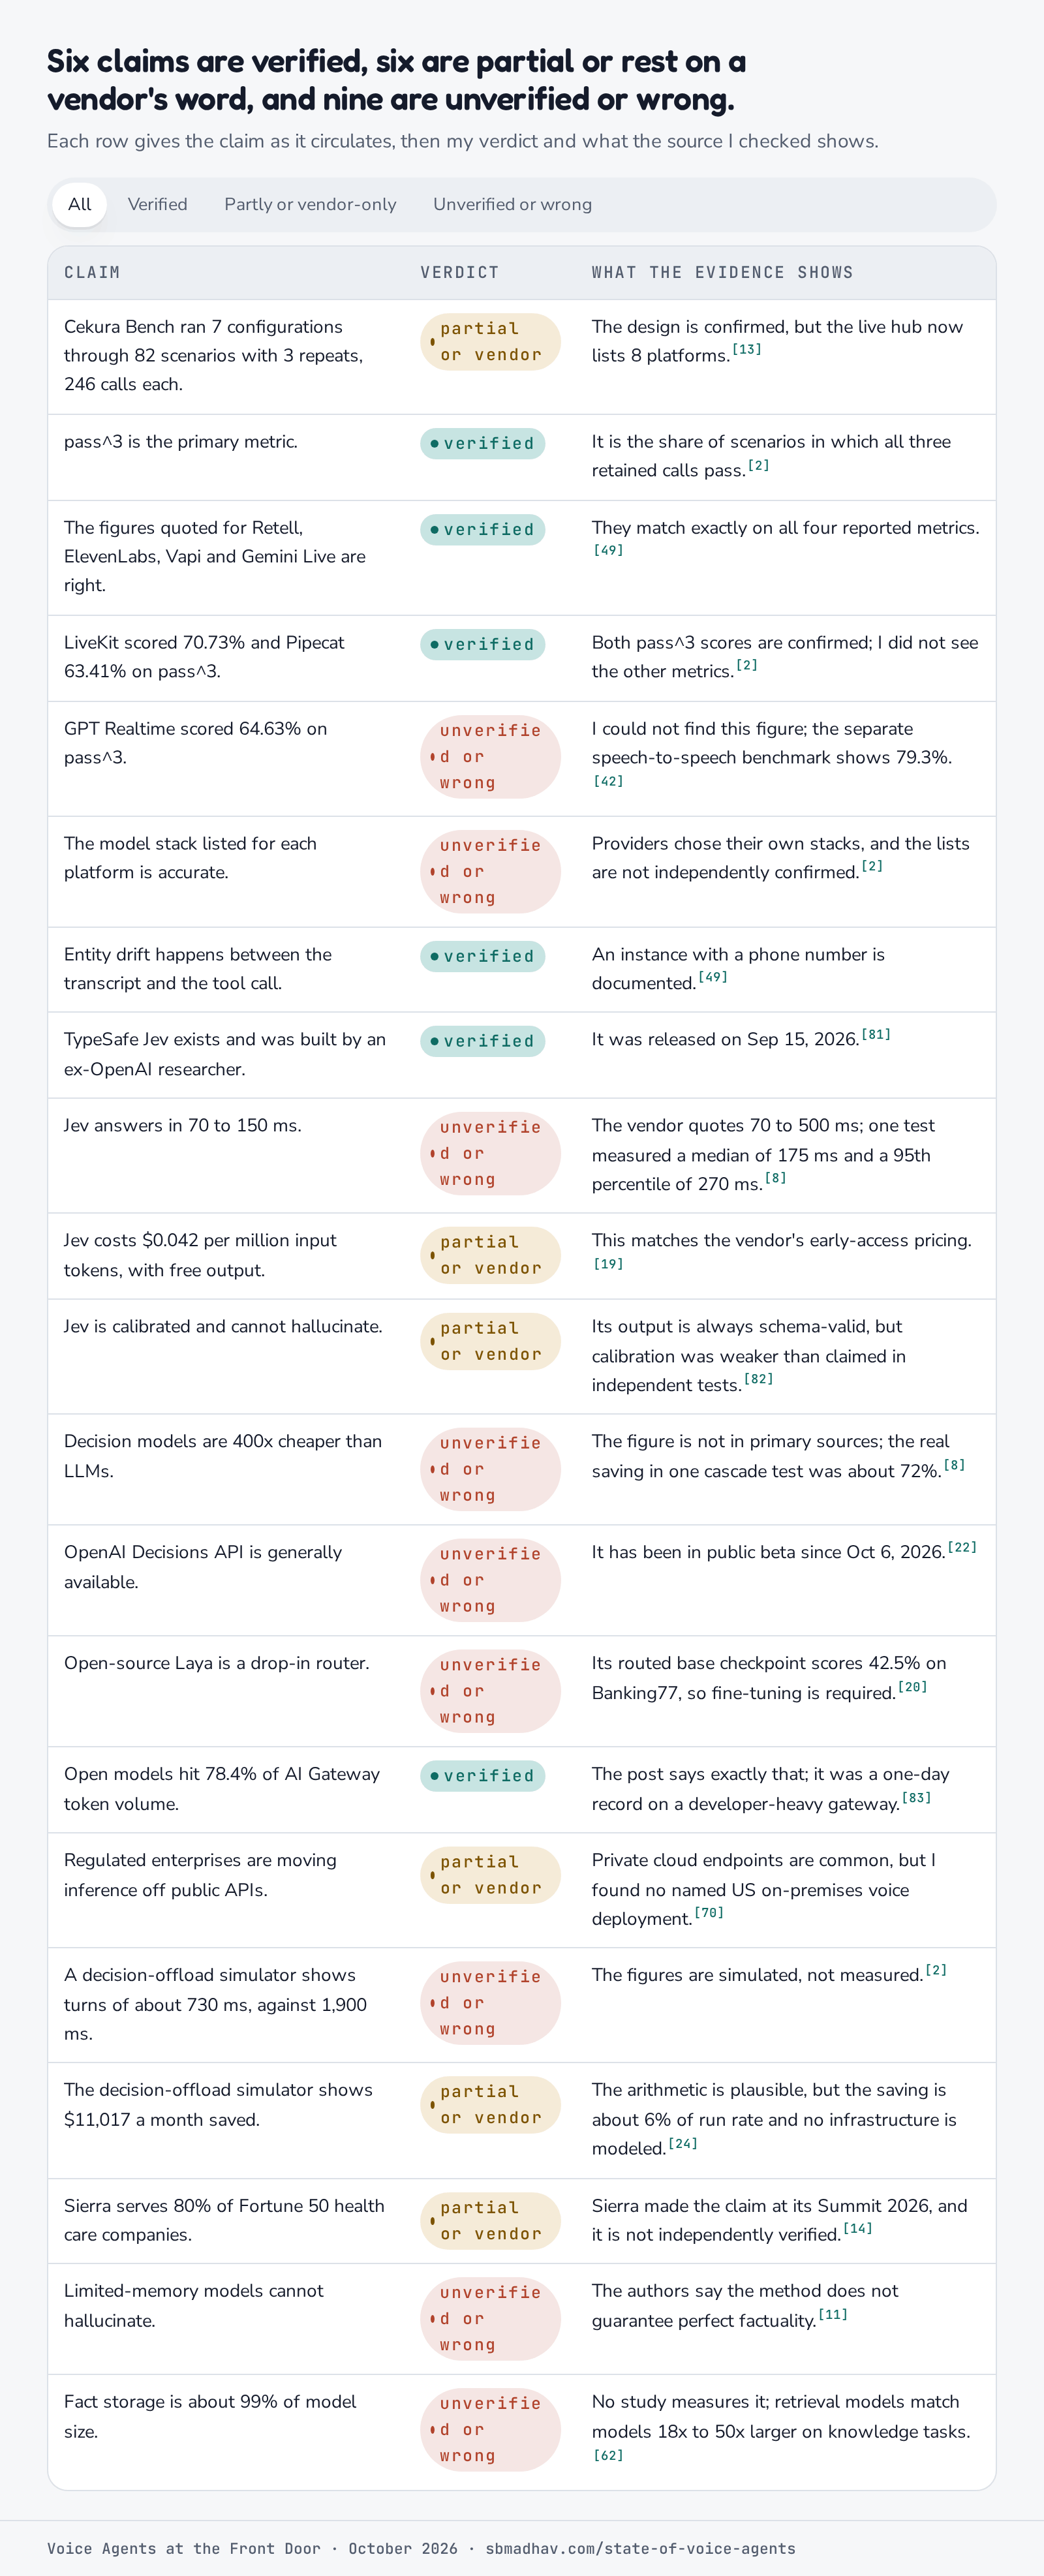 Six claims are verified, six are partial or rest on a
vendor's word, and nine are unverified or wrong.
Each row gives the claim as it circulates, then my verdict and what the source I checked shows.
All
Verified
Partly or vendor-only
Unverified or wrong
CLAIM
VERDICT
WHAT THE EVIDENCE SHOWS
Cekura Bench ran 7 configurations
through 82 scenarios with 3 repeats,
246 calls each.
partial
or vendor
The design is confirmed, but the live hub now
lists 8 platforms.[13]
pass^3 is the primary metric.
verified
It is the share of scenarios in which all three
retained calls pass.[2]
The figures quoted for Retell,
ElevenLabs, Vapi and Gemini Live are
right.
verified
They match exactly on all four reported metrics.
[49]
LiveKit scored 70.73% and Pipecat
63.41% on pass^3.
verified
Both pass^3 scores are confirmed; I did not see
the other metrics.[2]
GPT Realtime scored 64.63% on
pass^3.
unverifie
d or
wrong
I could not find this figure; the separate
speech-to-speech benchmark shows 79.3%.
[42]
The model stack listed for each
platform is accurate.
unverifie
d or
wrong
Providers chose their own stacks, and the lists
are not independently confirmed.[2]
Entity drift happens between the
transcript and the tool call.
verified
An instance with a phone number is
documented.[49]
TypeSafe Jev exists and was built by an
ex-OpenAI researcher.
verified
It was released on Sep 15, 2026.[81]
Jev answers in 70 to 150 ms.
unverifie
d or
wrong
The vendor quotes 70 to 500 ms; one test
measured a median of 175 ms and a 95th
percentile of 270 ms.[8]
Jev costs $0.042 per million input
tokens, with free output.
partial
or vendor
This matches the vendor's early-access pricing.
[19]
Jev is calibrated and cannot hallucinate.
partial
or vendor
Its output is always schema-valid, but
calibration was weaker than claimed in
independent tests.[82]
Decision models are 400x cheaper than
LLMs.
unverifie
d or
wrong
The figure is not in primary sources; the real
saving in one cascade test was about 72%.[8]
OpenAI Decisions API is generally
available.
unverifie
d or
wrong
It has been in public beta since Oct 6, 2026.[22]
Open-source Laya is a drop-in router.
unverifie
d or
wrong
Its routed base checkpoint scores 42.5% on
Banking77, so fine-tuning is required.[20]
Open models hit 78.4% of AI Gateway
token volume.
verified
The post says exactly that; it was a one-day
record on a developer-heavy gateway.[83]
Regulated enterprises are moving
inference off public APIs.
partial
or vendor
Private cloud endpoints are common, but I
found no named US on-premises voice
deployment.[70]
A decision-offload simulator shows
turns of about 730 ms, against 1,900
ms.
unverifie
d or
wrong
The figures are simulated, not measured.[2]
The decision-offload simulator shows
$11,017 a month saved.
partial
or vendor
The arithmetic is plausible, but the saving is
about 6% of run rate and no infrastructure is
modeled.[24]
Sierra serves 80% of Fortune 50 health
care companies.
partial
or vendor
Sierra made the claim at its Summit 2026, and
it is not independently verified.[14]
Limited-memory models cannot
hallucinate.
unverifie
d or
wrong
The authors say the method does not
guarantee perfect factuality.[11]
Fact storage is about 99% of model
size.
unverifie
d or
wrong
No study measures it; retrieval models match
models 18x to 50x larger on knowledge tasks.
[62]
Voice Agents at the Front Door · October 2026 · sbmadhav.com/state-of-voice-agents